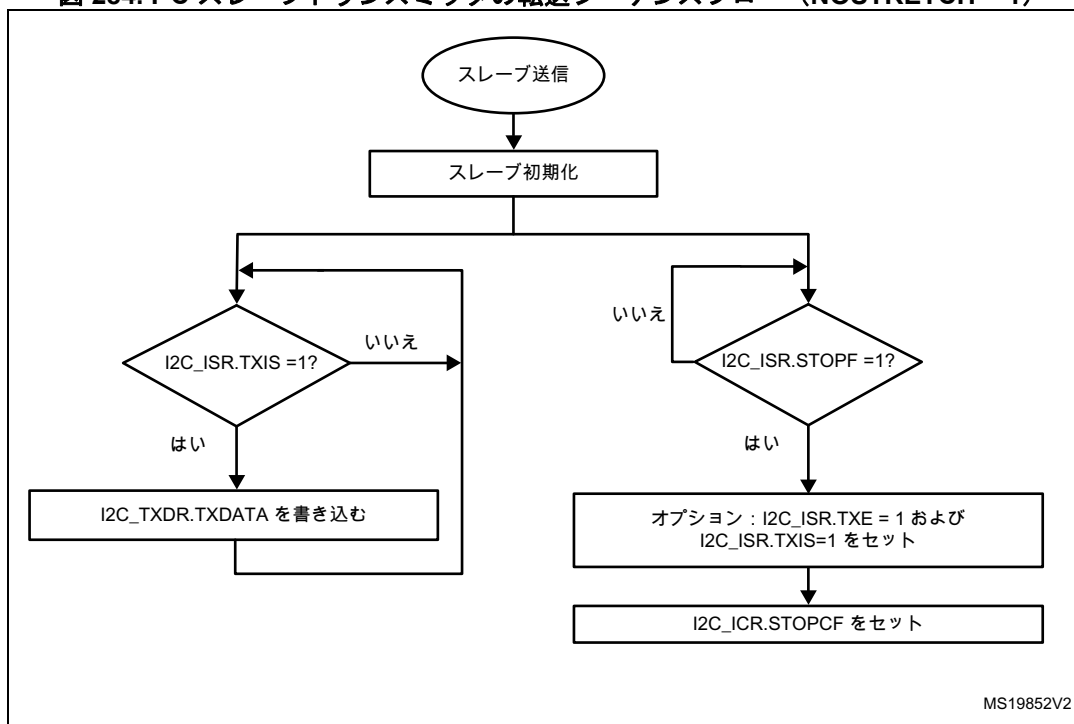 スレーブ送信
スレーブ初期化
I2C_ISR.TXIS =1?
いいえ
はい
I2C_TXDR.TXDATA を書き込む
いいえ
I2C_ISR.STOPF =1?
はい
オプション：I2C_ISR.TXE = 1 および
I2C_ISR.TXIS=1 をセット
I2C_ICR.STOPCF をセット
MS19852V2